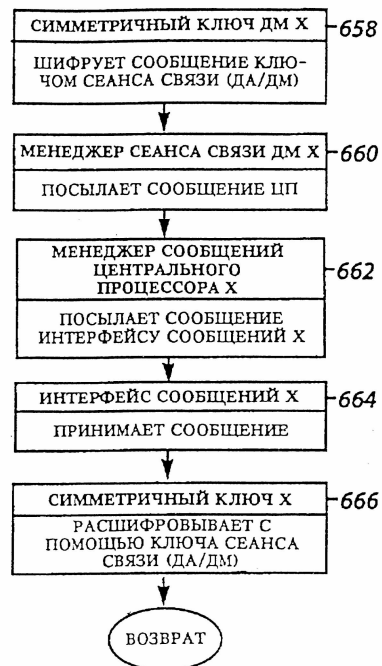 СИММЕТРИЧНЫЙ КЛЮЧ ДМ X
658
ШИФРУЕТ СООБЩЕНИЕ КЛЮ-
ЧОМ СЕАНСА СВЯЗИ (ДА/ДМ)
МЕНЕДЖЕР СЕАНСА СВЯЗИ ДМ X
660
ПОСЫЛАЕТ СООБЩЕНИЕ ЦП
МЕНЕДЖЕР СООБЩЕНИЙ
ЦЕНТРАЛЬНОГО
ПРОЦЕССОРА X
662
ПОСЫЛАЕТ СООБЩЕНИЕ
ИНТЕРФЕЙСУ СООБЩЕНИЙ X
ИНТЕРФЕЙС СООБЩЕНИЙ X
664
ПРИНИМАЕТ СООБЩЕНИЕ
СИММЕТРИЧНЫЙ КЛЮЧ X
666
РАСШИФРОВЫВАЕТ С
ПОМОЩЬЮ КЛЮЧА СЕАНСА
СВЯЗИ (ДА/ДМ)
ВОЗВРАТ